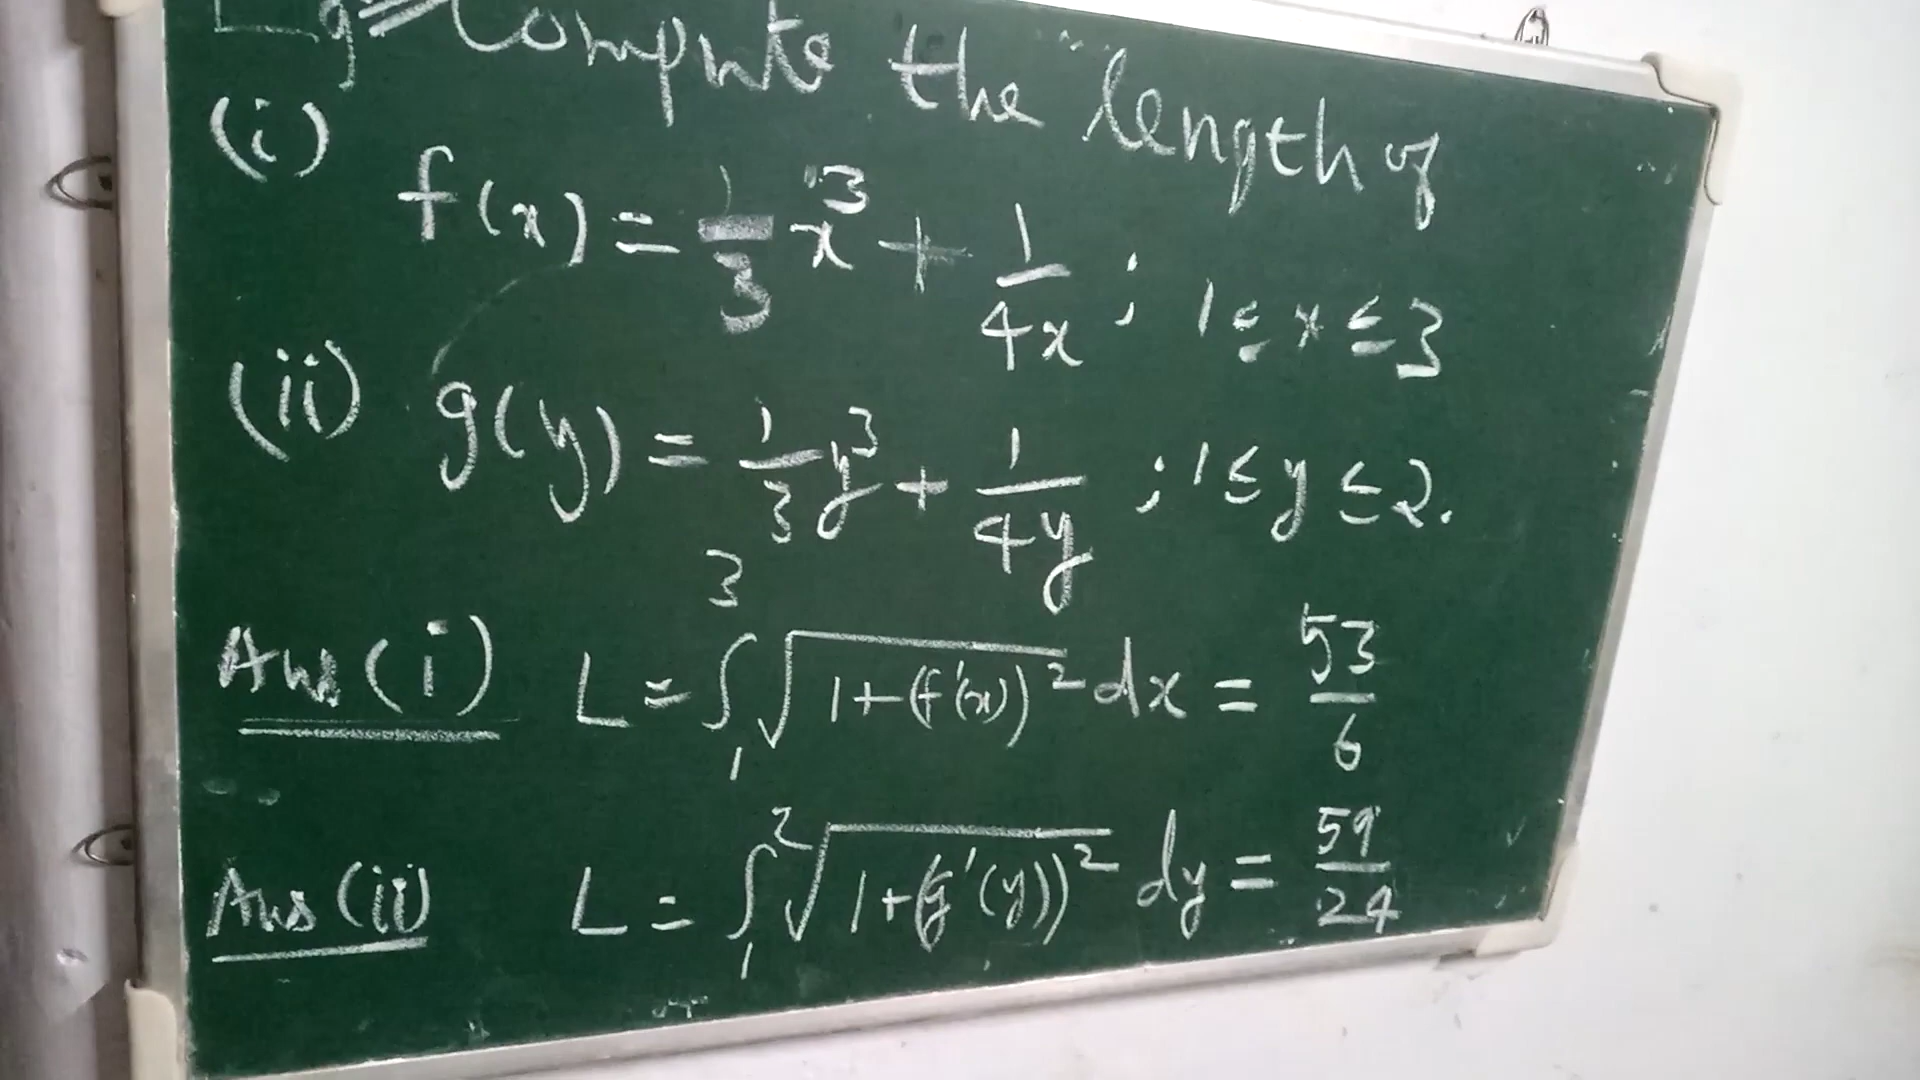 Eg Compute the length of
(i) f(x) = 1/3 x³ + 1/4x ; 1 ≤ x ≤ 3
(ii) g(y) = 1/3 y³ + 1/4y ; 1 ≤ y ≤ 2.
Ans (i) L = ∫₁³ √(1+(f'(x))²) dx = 53/6
Ans (ii) L = ∫₁² √(1+(g'(y))²) dy = 59/24